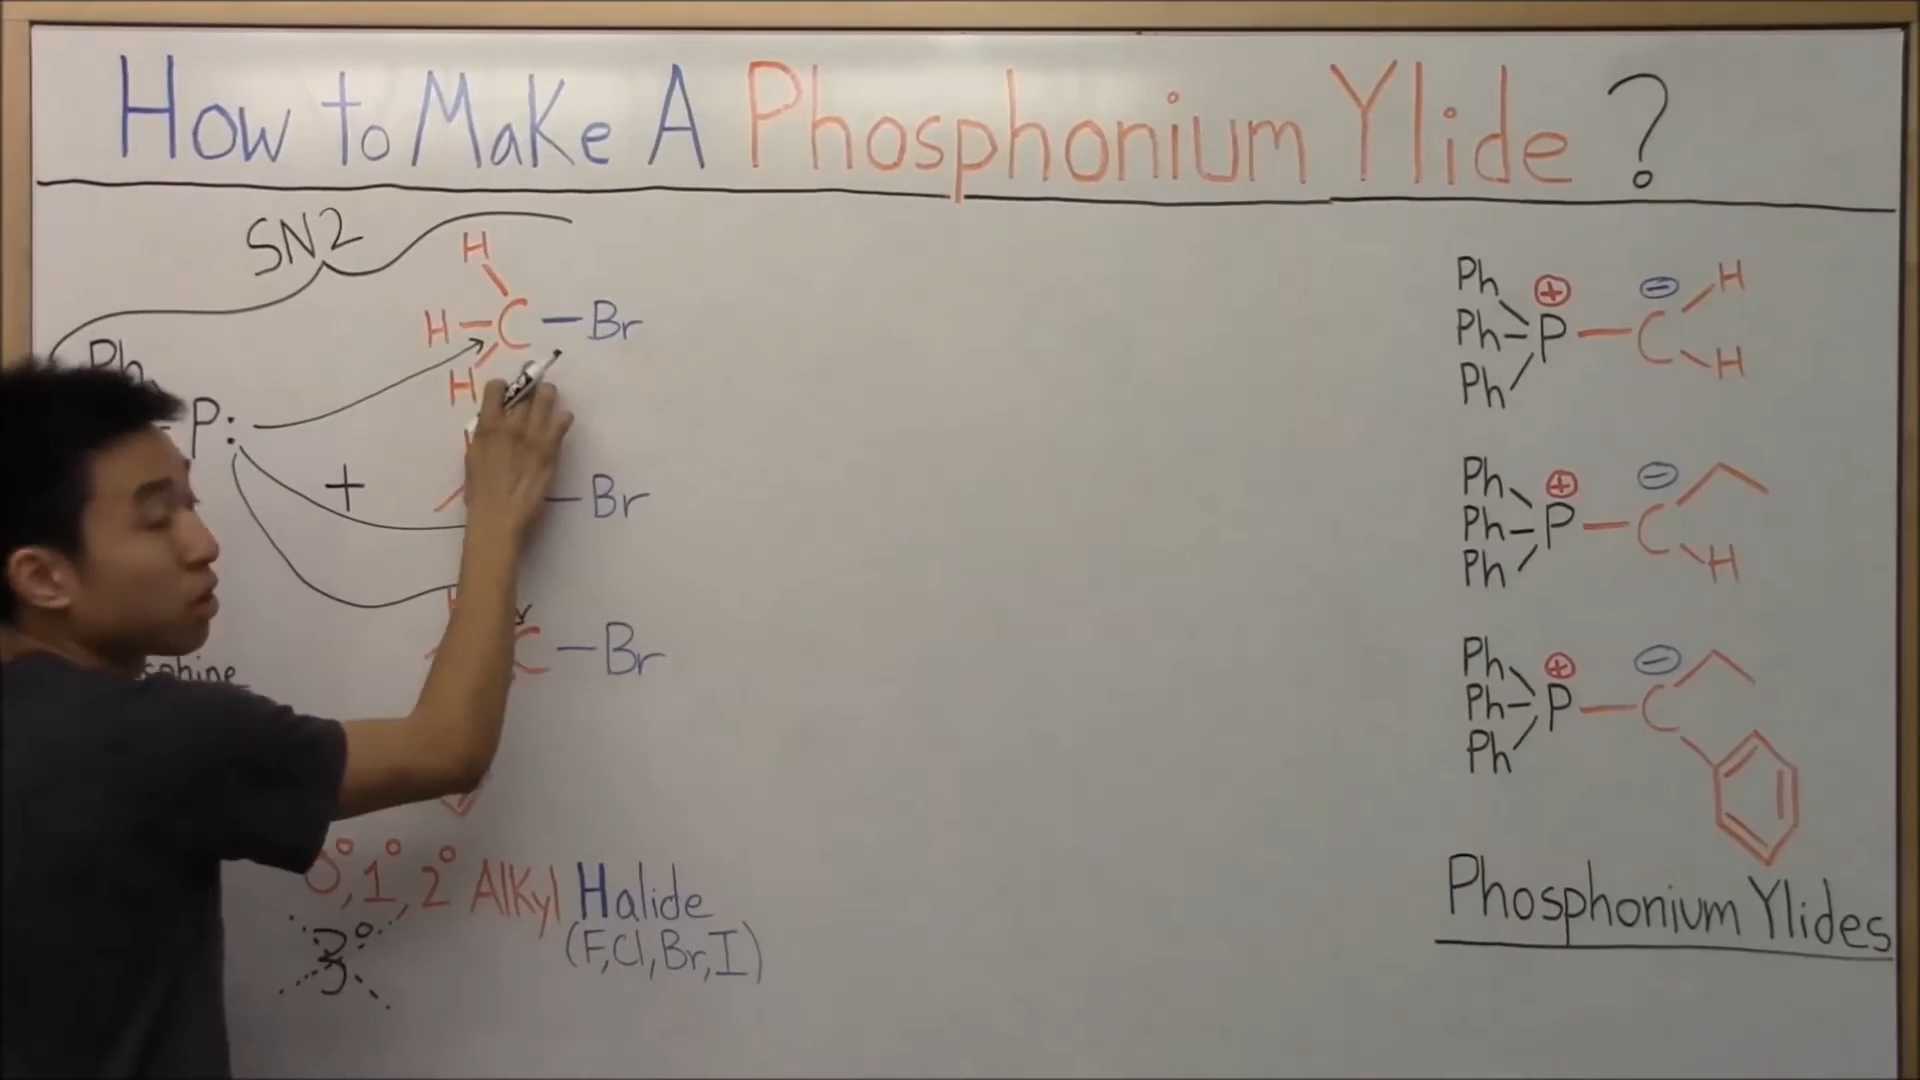 How to Make A Phosphonium Ylide ?
SN2
H
H–C–Br
H
Ph
P:
+
Br
C–Br
0°, 1°, 2° Alkyl Halide
(F, Cl, Br, I)
3°
Ph ⊕ ⊖ H
Ph–P–C
Ph H
Ph ⊕ ⊖
Ph–P–C
Ph H
Ph ⊕ ⊖
Ph–P–C
Ph
Phosphonium Ylides